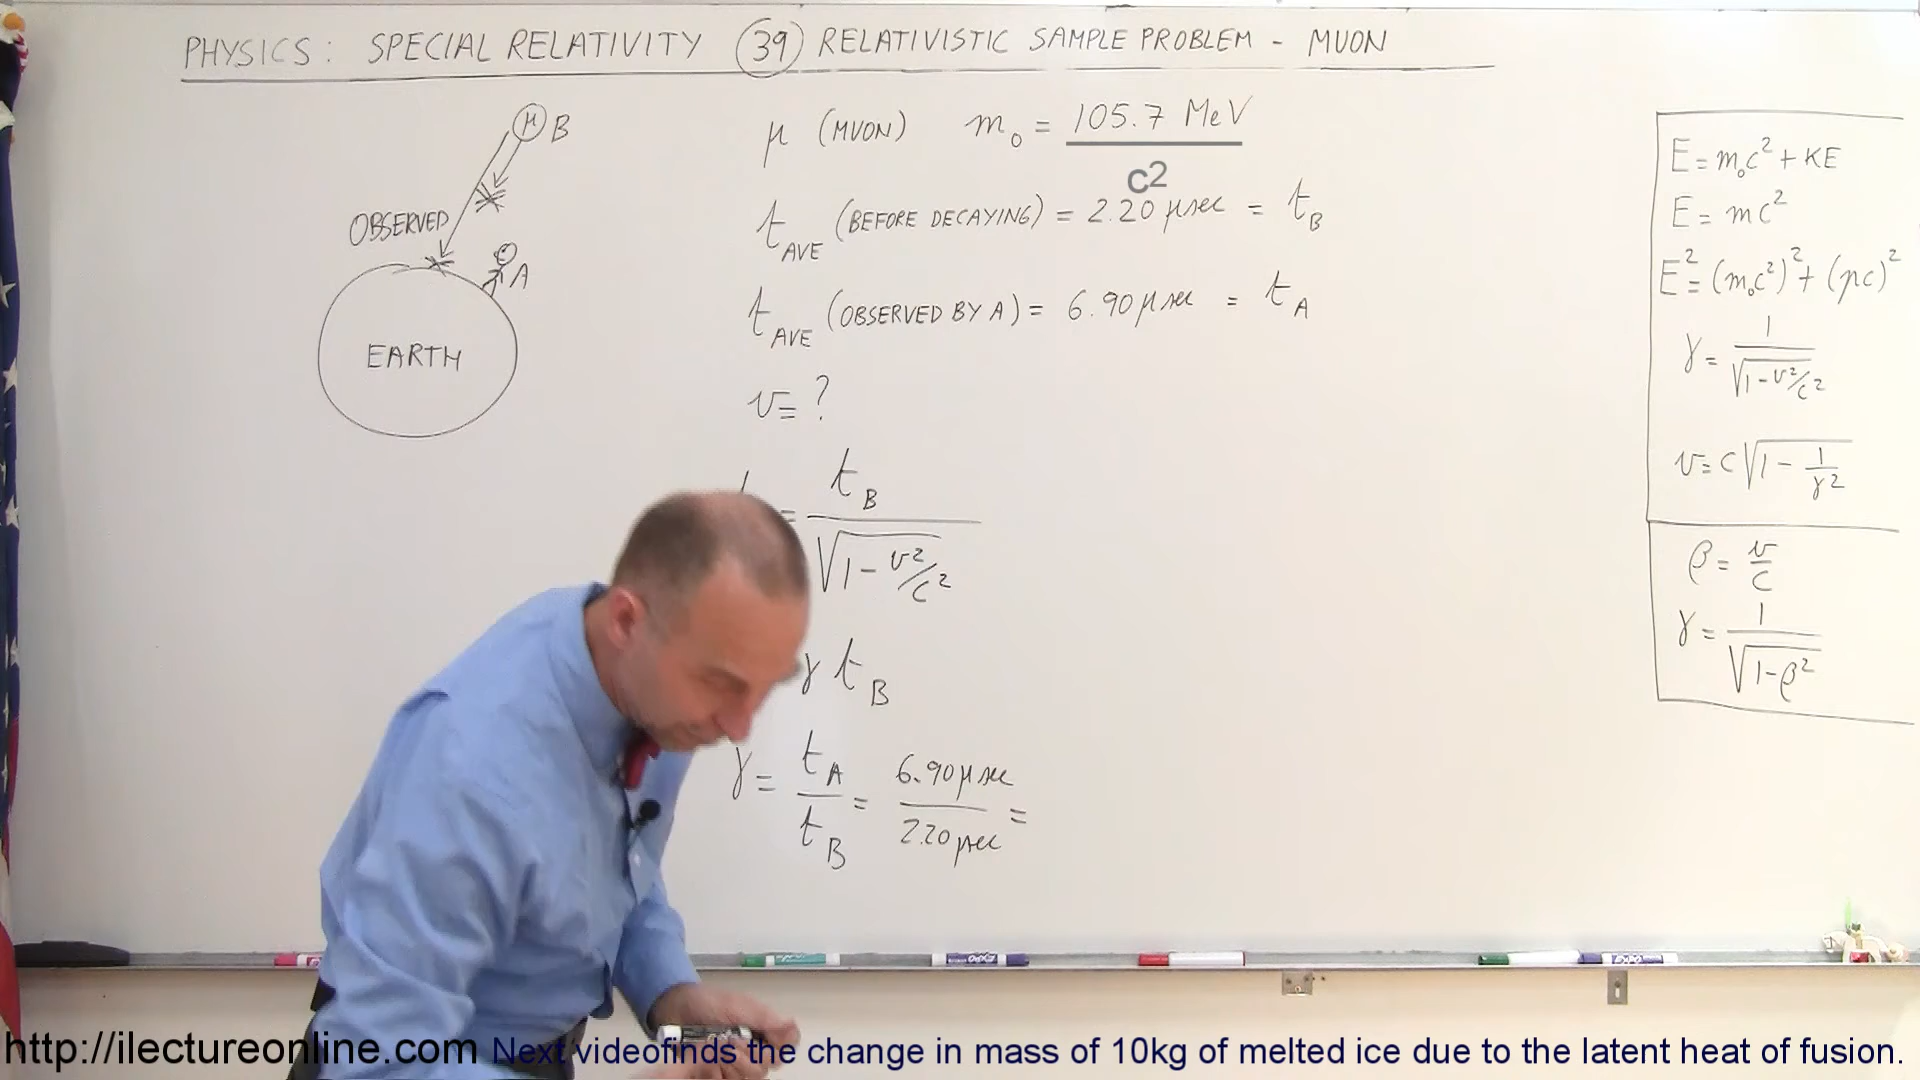 PHYSICS: SPECIAL RELATIVITY 39 RELATIVISTIC SAMPLE PROBLEM - MUON
μ B
OBSERVED
A
EARTH
μ (MUON) m₀ = 105.7 MeV / c²
t_AVE (BEFORE DECAYING) = 2.20 μsec = t_B
t_AVE (OBSERVED BY A) = 6.90 μsec = t_A
v = ?
= t_B / √(1 - v²/c²)
γ t_B
γ = t_A / t_B = 6.90 μsec / 2.20 μsec =
E = m₀c² + KE
E = mc²
E² = (m₀c²)² + (pc)²
γ = 1 / √(1 - v²/c²)
v = c √(1 - 1/γ²)
β = v / c
γ = 1 / √(1 - β²)
EXPO
http://ilectureonline.com Next videofinds the change in mass of 10kg of melted ice due to the latent heat of fusion.